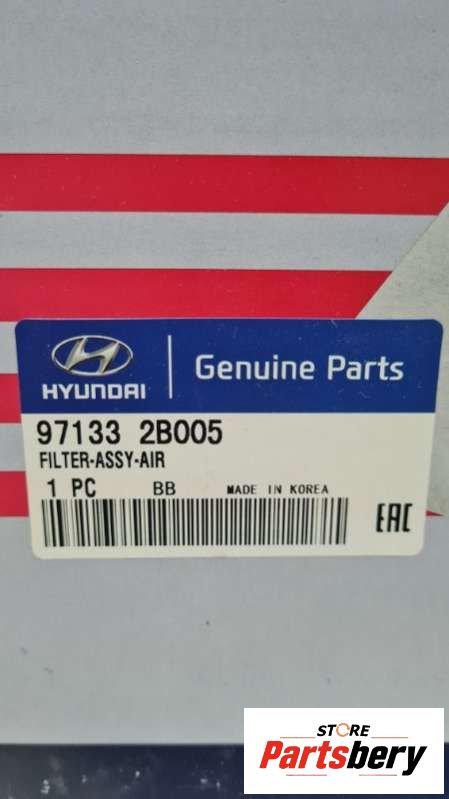 HYUNDAI
Genuine Parts
97133 2B005
FILTER-ASSY-AIR
1 PC BB MADE IN KOREA
EAC
STORE
Partsbery